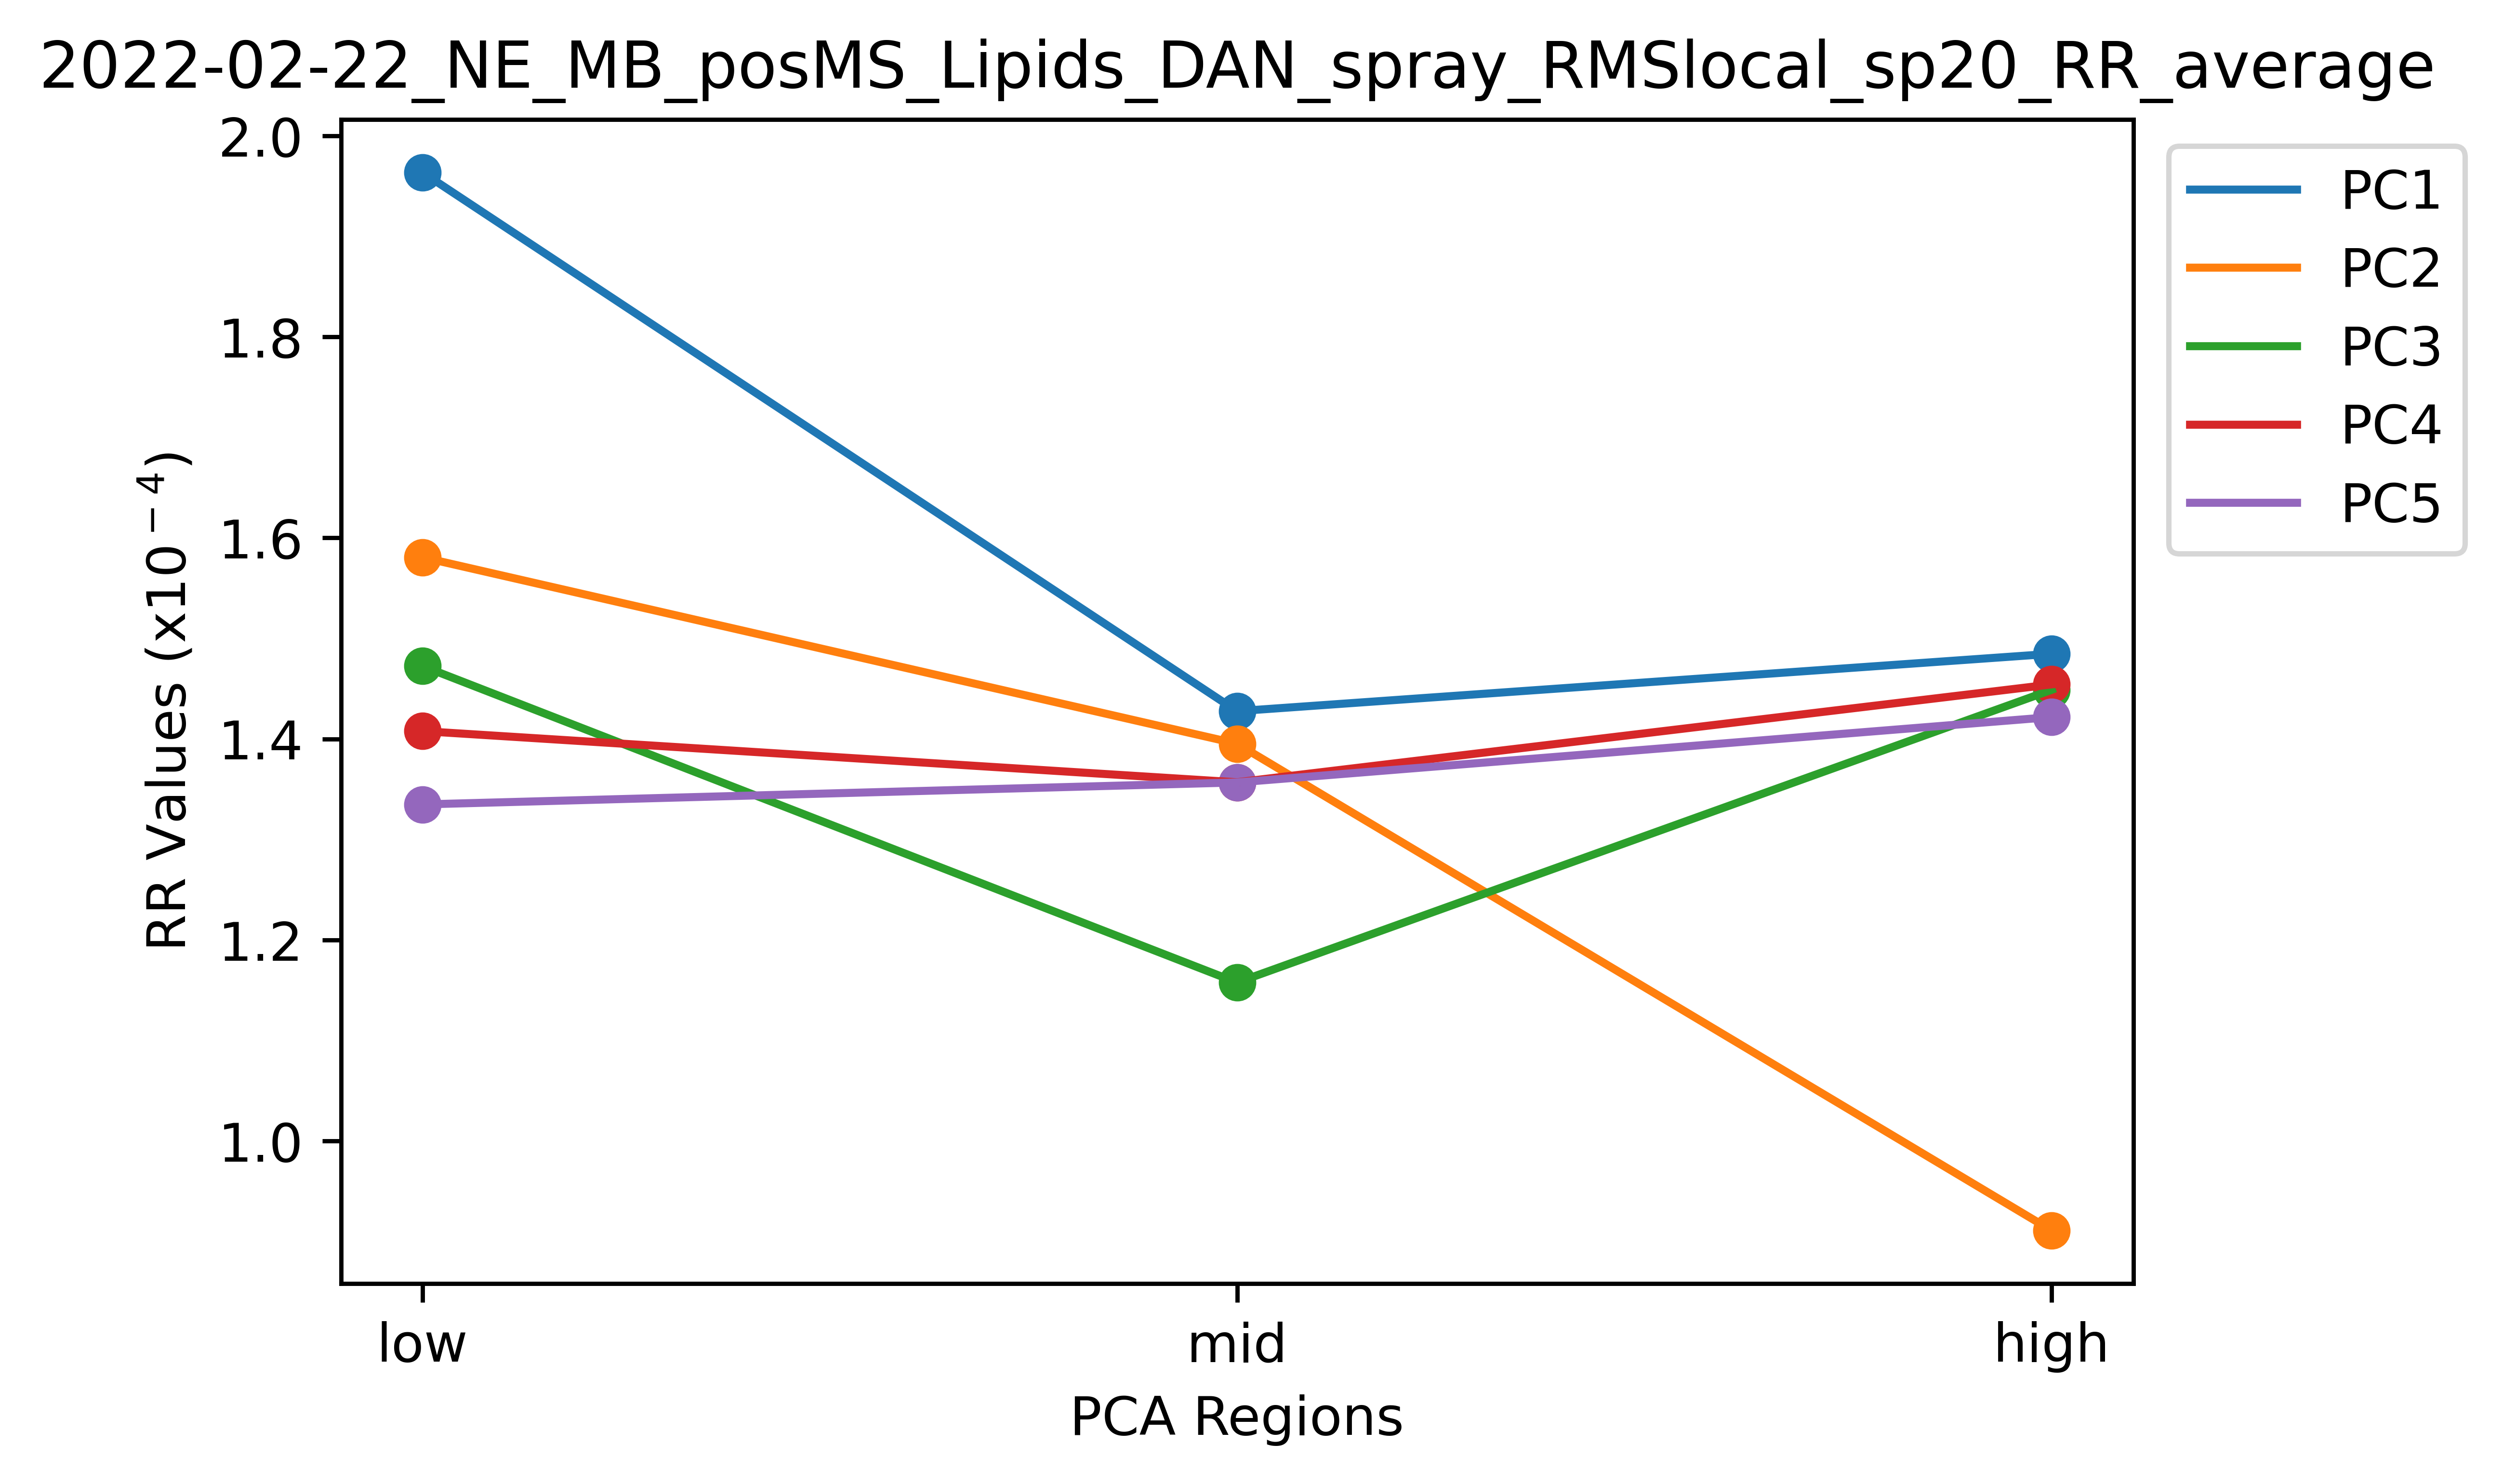 2022-02-22_NE_MB_posMS_Lipids_DAN_spray_RMSlocal_sp20_RR_average
2.0
1.8
1.6
1.4
1.2
1.0
RR Values (x10⁻⁴)
low
mid
high
PCA Regions
PC1
PC2
PC3
PC4
PC5